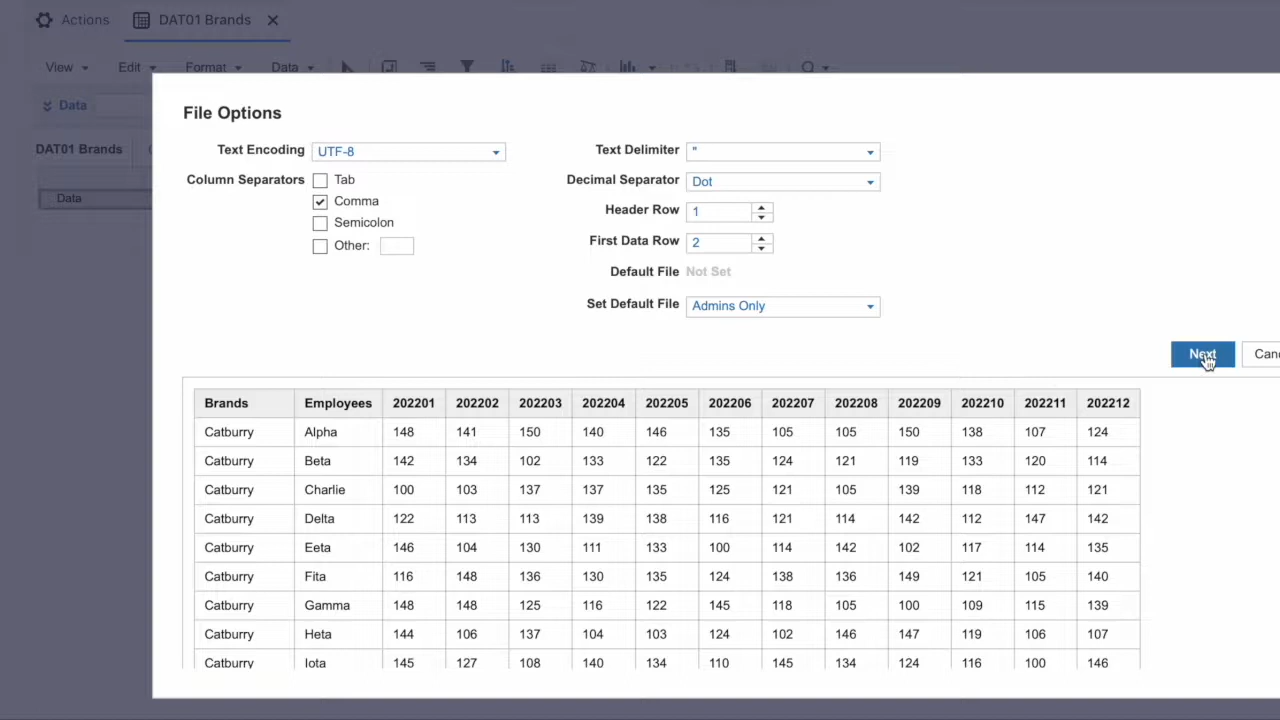 Actions DAT01 Brands
View Edit Format Data
Data
DAT01 Brands
Data
File Options
Text Encoding UTF-8
Column Separators Tab
Comma
Semicolon
Other:
Text Delimiter "
Decimal Separator Dot
Header Row 1
First Data Row 2
Default File Not Set
Set Default File Admins Only
Next
Brands Employees 202201 202202 202203 202204 202205 202206 202207 202208 202209 202210 202211 202212
Catburry Alpha 148 141 150 140 146 135 105 105 150 138 107 124
Catburry Beta 142 134 102 133 122 135 124 121 119 133 120 114
Catburry Charlie 100 103 137 137 135 125 121 105 139 118 112 121
Catburry Delta 122 113 113 139 138 116 121 114 142 112 147 142
Catburry Eeta 146 104 130 111 133 100 114 142 102 117 114 135
Catburry Fita 116 148 136 130 135 124 138 136 149 121 105 140
Catburry Gamma 148 148 125 116 122 145 118 105 100 109 115 139
Catburry Heta 144 106 137 104 103 124 102 146 147 119 106 107
Catburry Iota 145 127 108 140 134 110 145 134 124 116 100 146